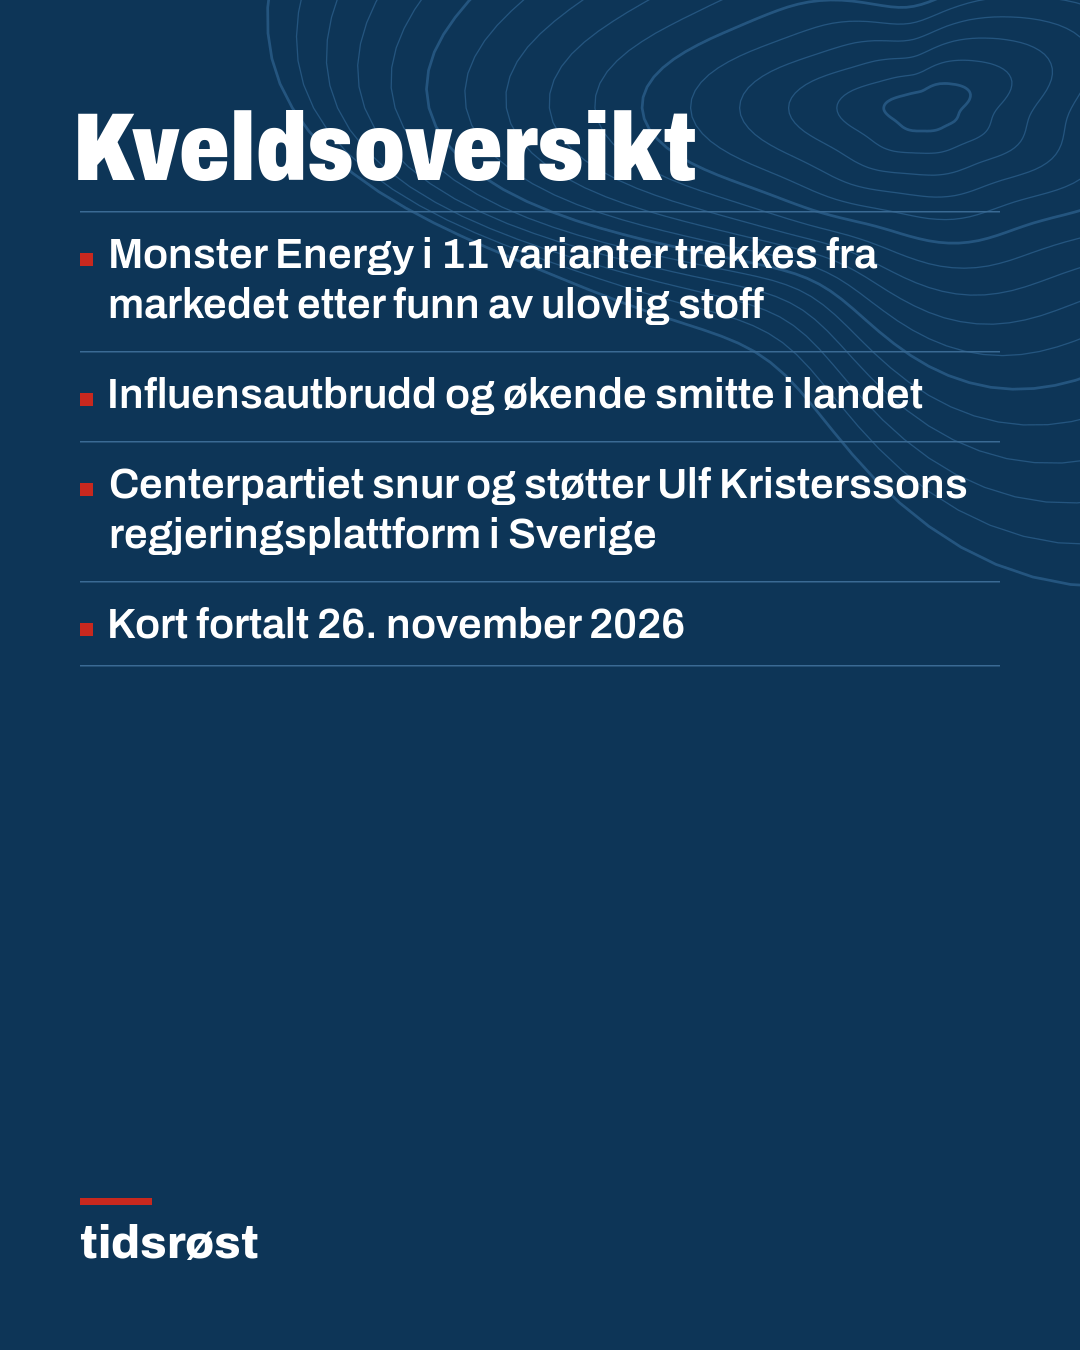 Kveldsoversikt
Monster Energy i 11 varianter trekkes fra
markedet etter funn av ulovlig stoff
Influensautbrudd og økende smitte i landet
Centerpartiet snur og støtter Ulf Kristerssons
regjeringsplattform i Sverige
Kort fortalt 26. november 2026
tidsrøst